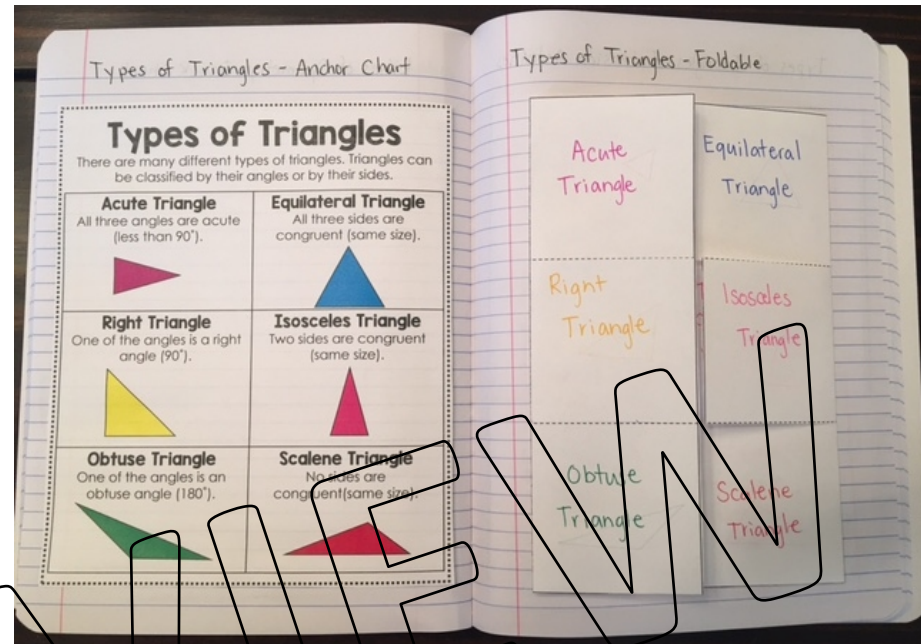 Types of Triangles - Anchor Chart
Types of Triangles
There are many different types of triangles. Triangles can
be classified by their angles or by their sides.
Acute Triangle
All three angles are acute
(less than 90°).
Equilateral Triangle
All three sides are
congruent (same size).
Right Triangle
One of the angles is a right
angle (90°).
Isosceles Triangle
Two sides are congruent
(same size).
Obtuse Triangle
One of the angles is an
obtuse angle (180°).
Scalene Triangle
No sides are
congruent(same size).
Types of Triangles - Foldable
Acute
Triangle
Equilateral
Triangle
Right
Triangle
Isosceles
Triangle
Obtuse
Triangle
Scalene
Triangle